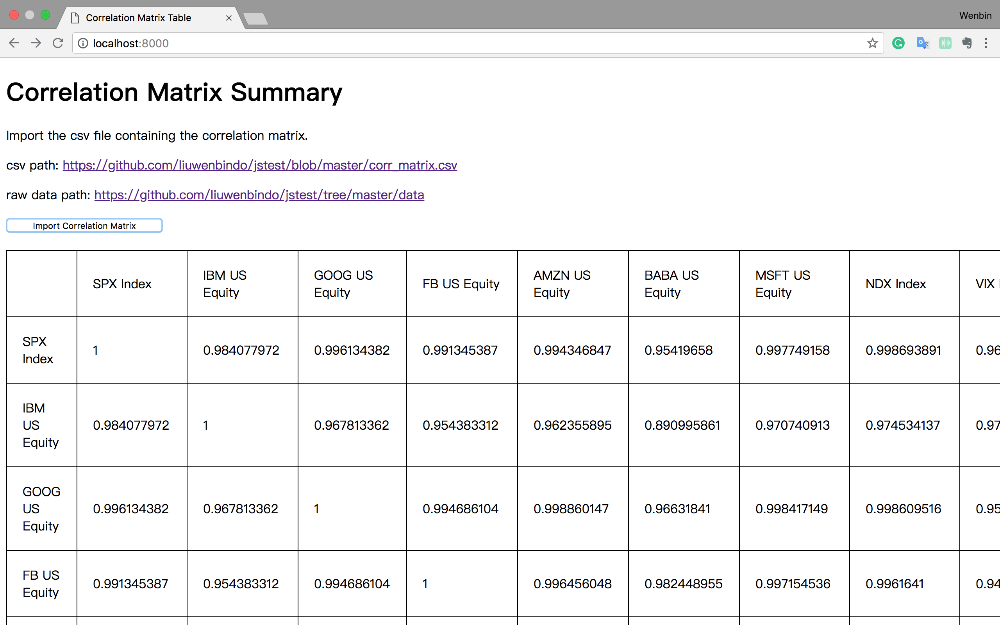 Correlation Matrix Table
Wenbin
localhost:8000
Correlation Matrix Summary
Import the csv file containing the correlation matrix.
csv path: https://github.com/liuwenbindo/jstest/blob/master/corr_matrix.csv
raw data path: https://github.com/liuwenbindo/jstest/tree/master/data
Import Correlation Matrix
SPX Index IBM US Equity GOOG US Equity FB US Equity AMZN US Equity BABA US Equity MSFT US Equity NDX Index VIX
SPX Index 1 0.984077972 0.996134382 0.991345387 0.994346847 0.95419658 0.997749158 0.998693891 0.96
IBM US Equity 0.984077972 1 0.967813362 0.954383312 0.962355895 0.890995861 0.970740913 0.974534137 0.97
GOOG US Equity 0.996134382 0.967813362 1 0.994686104 0.998860147 0.96631841 0.998417149 0.998609516 0.95
FB US Equity 0.991345387 0.954383312 0.994686104 1 0.996456048 0.982448955 0.997154536 0.9961641 0.94